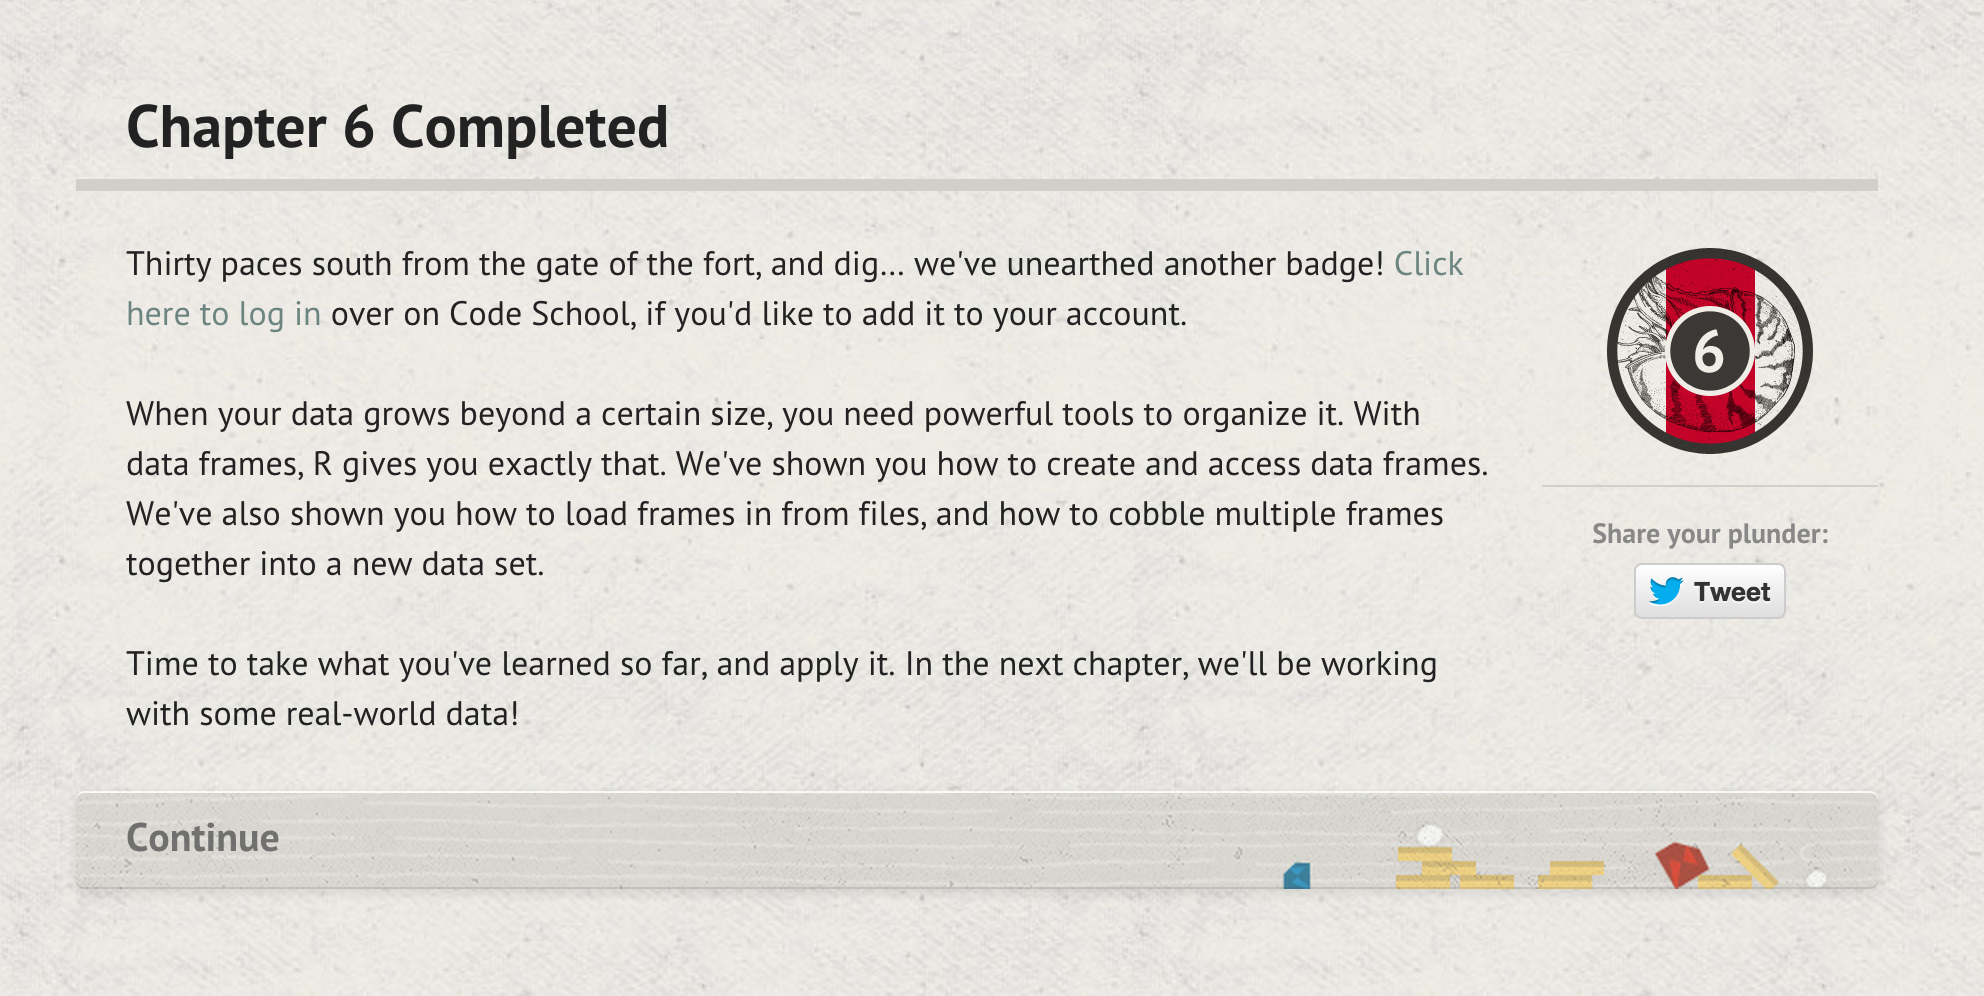 Chapter 6 Completed
Thirty paces south from the gate of the fort, and dig... we've unearthed another badge! Click
here to log in over on Code School, if you'd like to add it to your account.
When your data grows beyond a certain size, you need powerful tools to organize it. With
data frames, R gives you exactly that. We've shown you how to create and access data frames.
We've also shown you how to load frames in from files, and how to cobble multiple frames
together into a new data set.
Time to take what you've learned so far, and apply it. In the next chapter, we'll be working
with some real-world data!
6
Share your plunder:
Tweet
Continue